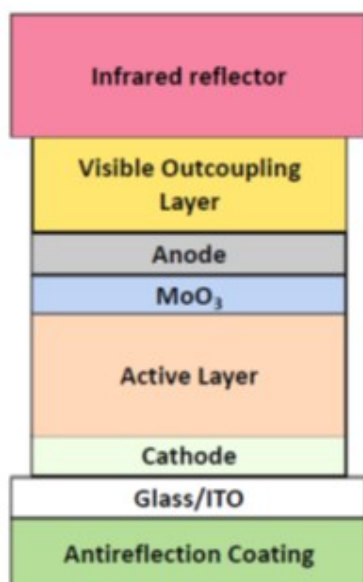 Infrared reflector
Visible Outcoupling
Layer
Anode
MoO₃
Active Layer
Cathode
Glass/ITO
Antireflection Coating